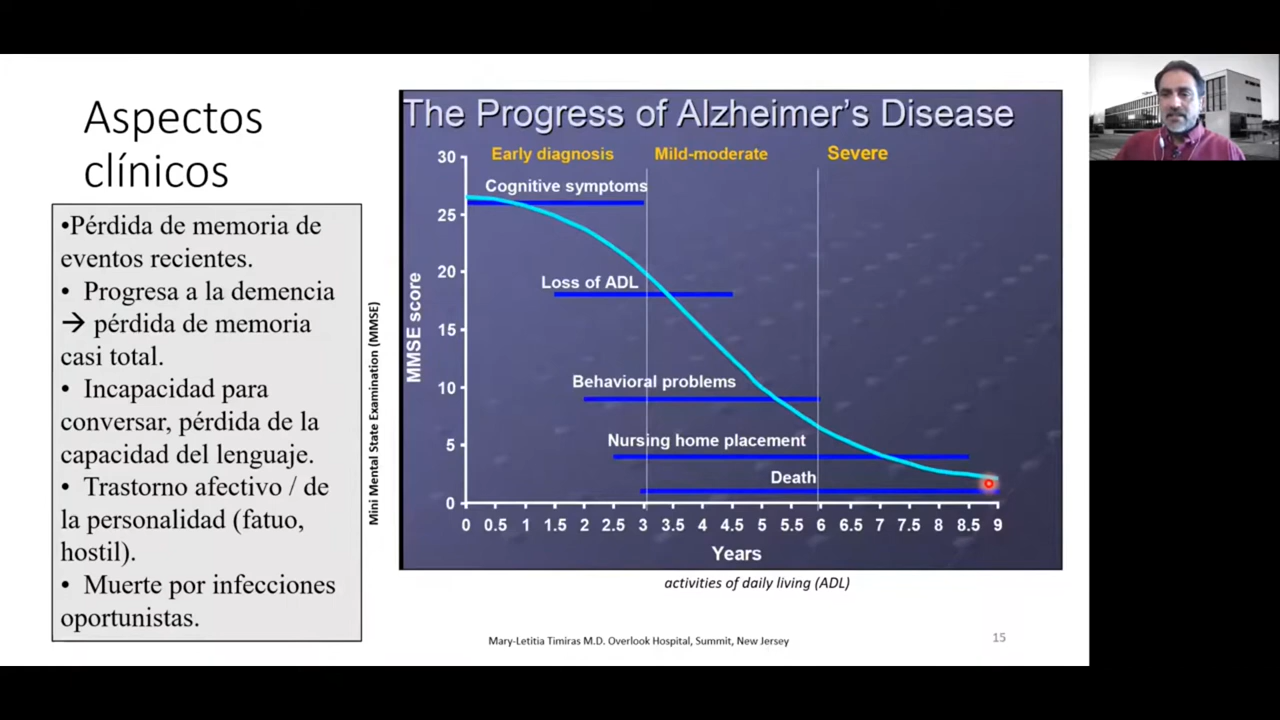 Aspectos
clínicos
•Pérdida de memoria de
eventos recientes.
• Progresa a la demencia
→ pérdida de memoria
casi total.
• Incapacidad para
conversar, pérdida de la
capacidad del lenguaje.
• Trastorno afectivo / de
la personalidad (fatuo,
hostil).
• Muerte por infecciones
oportunistas.
Mini Mental State Examination (MMSE)
The Progress of Alzheimer's Disease
Early diagnosis Mild-moderate Severe
Cognitive symptoms
Loss of ADL
Behavioral problems
Nursing home placement
Death
MMSE score
30
25
20
15
10
5
0
0 0.5 1 1.5 2 2.5 3 3.5 4 4.5 5 5.5 6 6.5 7 7.5 8 8.5 9
Years
activities of daily living (ADL)
Mary-Letitia Timiras M.D. Overlook Hospital, Summit, New Jersey
15